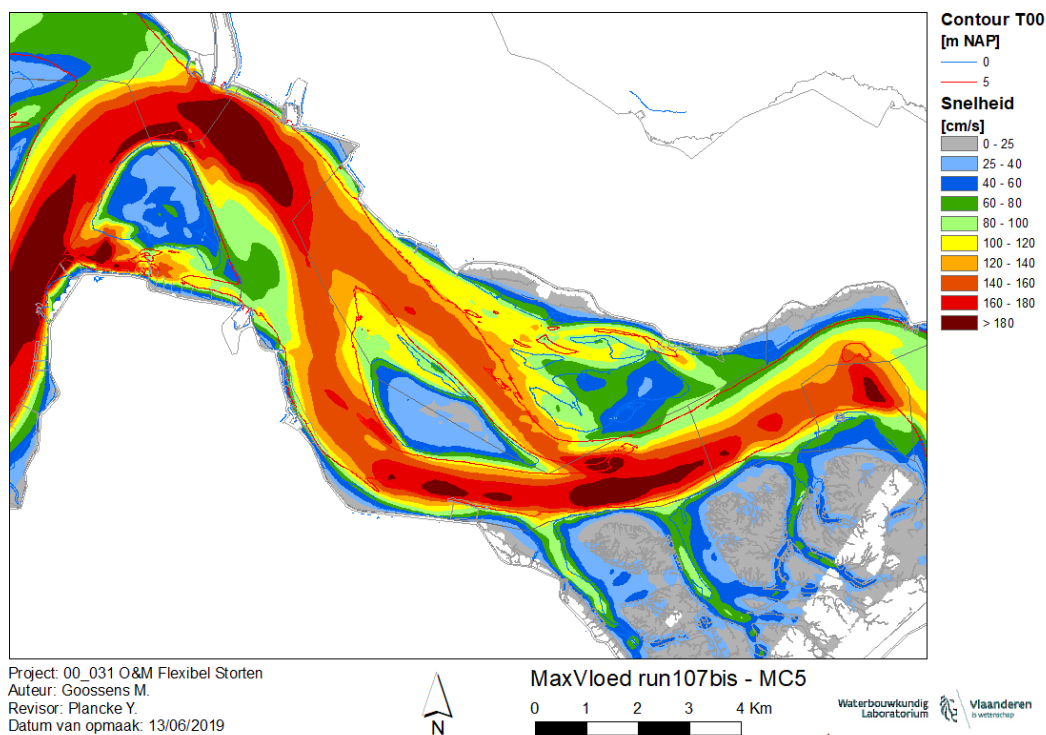 Contour T00
[m NAP]
0
5
Snelheid
[cm/s]
0 - 25
25 - 40
40 - 60
60 - 80
80 - 100
100 - 120
120 - 140
140 - 160
160 - 180
> 180
Project: 00_031 O&M Flexibel Storten
Auteur: Goossens M.
Revisor: Plancke Y.
Datum van opmaak: 13/06/2019
N
MaxVloed run107bis - MC5
0 1 2 3 4 Km
Waterbouwkundig
Laboratorium
Vlaanderen
is wetenschap